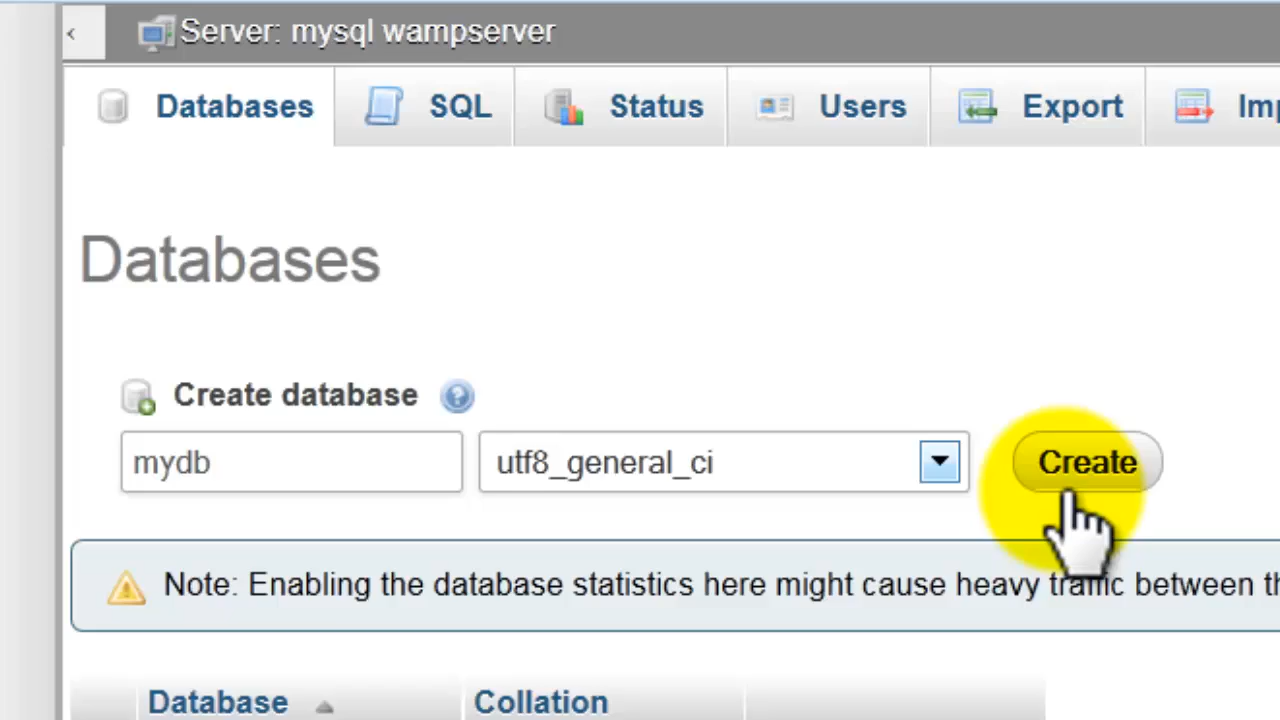 Server: mysql wampserver
Databases SQL Status Users Export
Databases
Create database
mydb utf8_general_ci Create
Note: Enabling the database statistics here might cause heavy traffic between
Database Collation